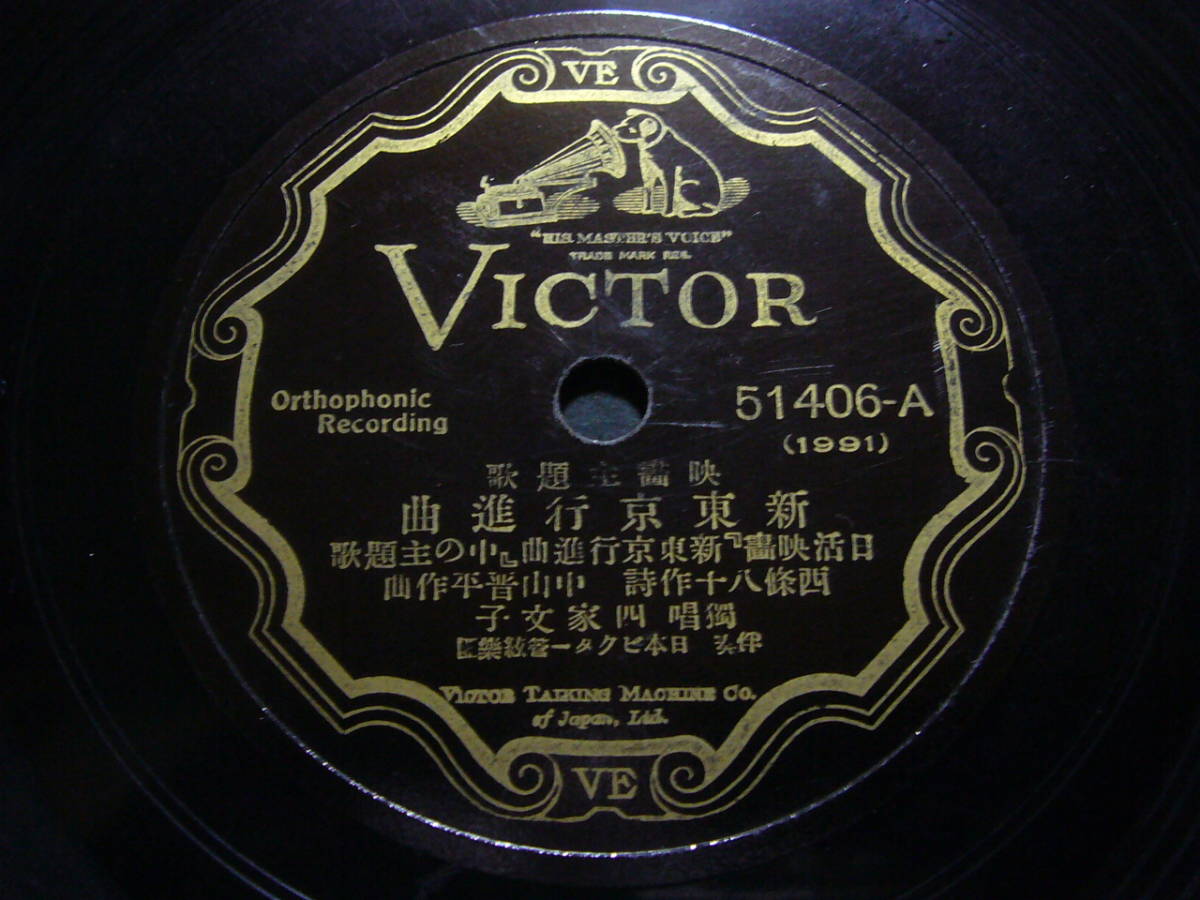 VE
"HIS MASTER'S VOICE"
TRADE MARK REG.
VICTOR
Orthophonic
Recording
51406-A
(1991)
映畵主題歌
新東京行進曲
日活映畵『新東京行進曲』中の主題歌
西條八十作詩 中山晋平作曲
獨唱 四家文子
伴奏 日本ビクター管絃樂團
VICTOR TALKING MACHINE CO.
of Japan, Ltd.
VE